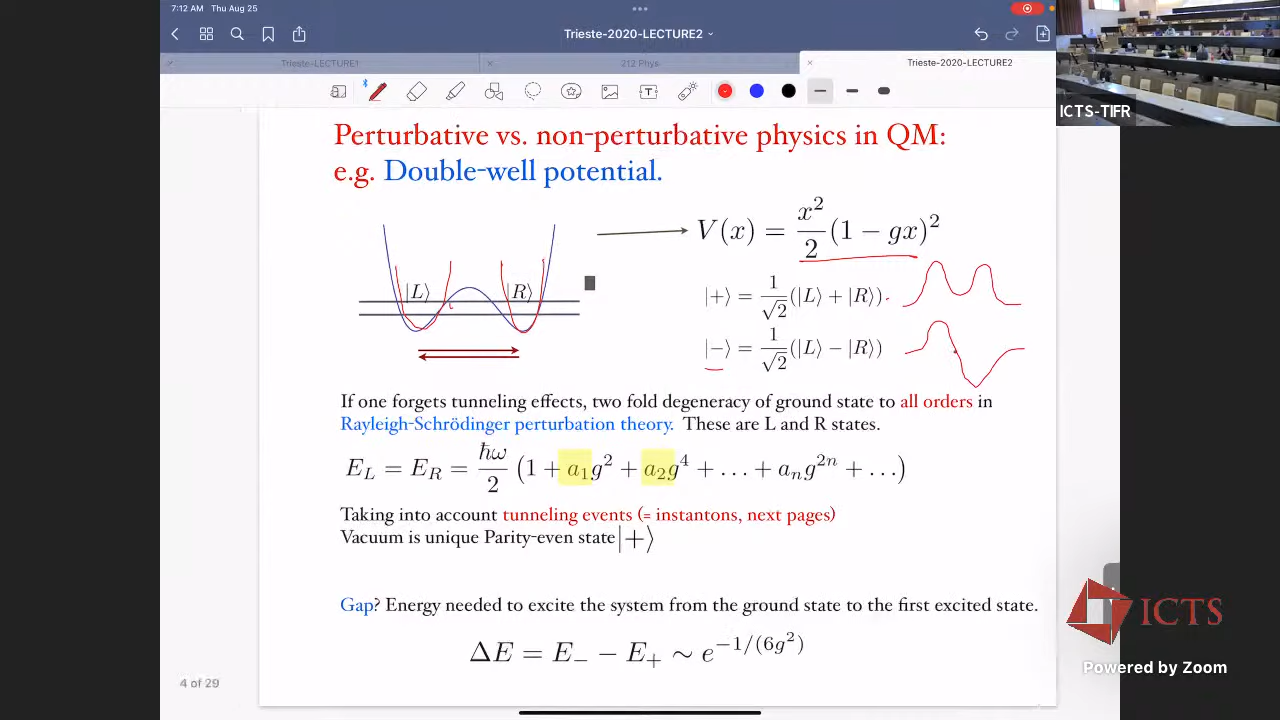 7:12 AM Thu Aug 25
Trieste-2020-LECTURE2
Trieste-LECTURE1
212 Phys
Trieste-2020-LECTURE2
ICTS-TIFR
Perturbative vs. non-perturbative physics in QM:
e.g. Double-well potential.
V(x) = x²/2 (1 − gx)²
|L⟩ |R⟩
|+⟩ = 1/√2 (|L⟩ + |R⟩)
|−⟩ = 1/√2 (|L⟩ − |R⟩)
If one forgets tunneling effects, two fold degeneracy of ground state to all orders in
Rayleigh-Schrödinger perturbation theory. These are L and R states.
E_L = E_R = ℏω/2 (1 + a₁g² + a₂g⁴ + … + aₙg²ⁿ + …)
Taking into account tunneling events (= instantons, next pages)
Vacuum is unique Parity-even state |+⟩
Gap? Energy needed to excite the system from the ground state to the first excited state.
ΔE = E₋ − E₊ ∼ e^{−1/(6g²)}
4 of 29
ICTS
Powered by Zoom